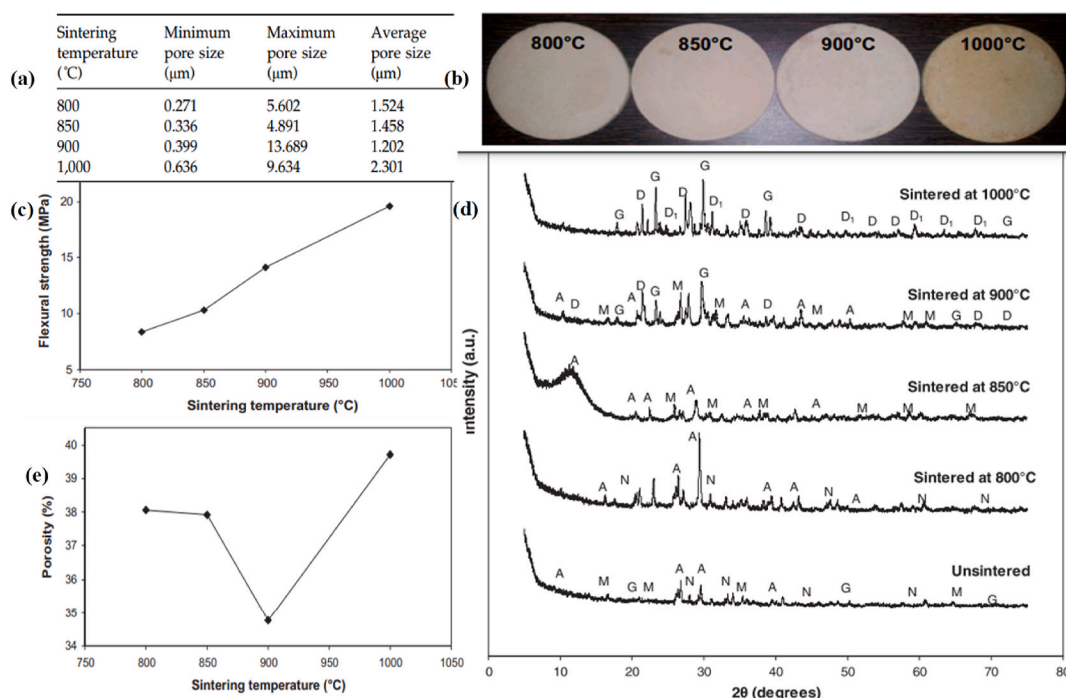 (a)
Sintering temperature (℃) Minimum pore size (μm) Maximum pore size (μm) Average pore size (μm)
800 0.271 5.602 1.524
850 0.336 4.891 1.458
900 0.399 13.689 1.202
1,000 0.636 9.634 2.301
(b)
800°C 850°C 900°C 1000°C
(c)
Flexural strength (MPa)
20
15
10
5
750 800 850 900 950 1000 1050
Sintering temperature (°C)
(e)
Porosity (%)
40
39
38
37
36
35
34
750 800 850 900 950 1000 1050
Sintering temperature (°C)
(d)
Intensity (a.u.)
Sintered at 1000°C
G D G D₁ D G D₁ D G D D₁ D D D₁ D₁ D₁ G
Sintered at 900°C
A D M G A D G M G M A D A M A M M G D D
Sintered at 850°C
A A A M A M A M A M M M
Sintered at 800°C
A N A A N A A N A N N
Unsintered
A M G M A N A N M A N G N M G
0 10 20 30 40 50 60 70 80
2θ (degrees)